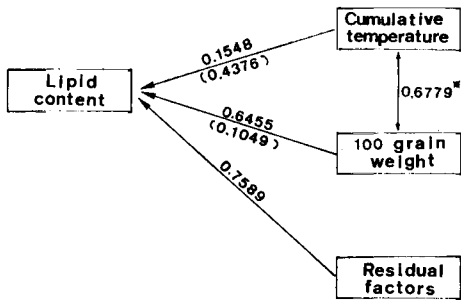 Cumulative
temperature
0.1548
(0.4376)
Lipid
content
0.6779*
0.6455
(0.1049)
100 grain
weight
0.7589
Residual
factors